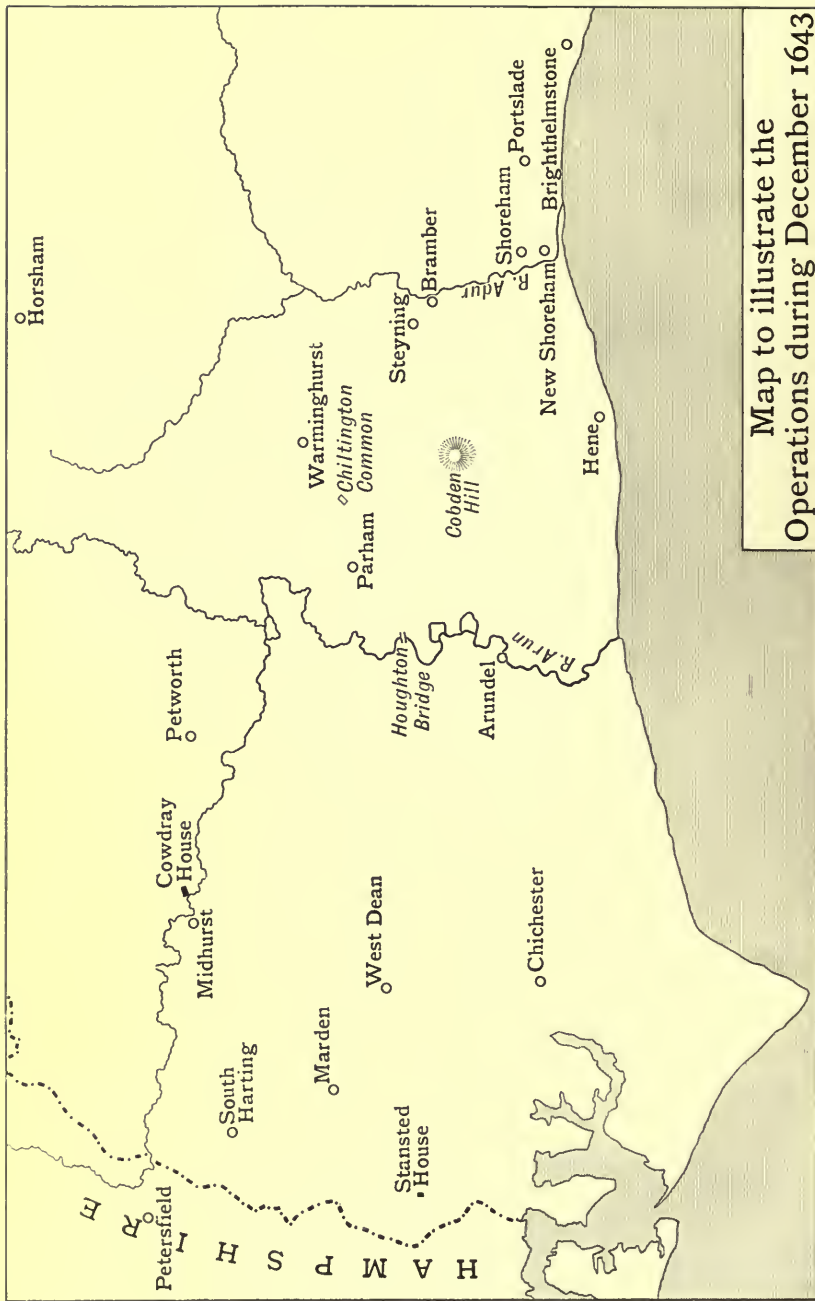 Horsham
Petworth
Cowdray
House
Midhurst
Petersfield
South
Harting
Marden
West Dean
Stansted
House
Chichester
HAMPSHIRE
Warminghurst
Chiltington
Common
Parham
Houghton
Bridge
Arundel
R. Arun
Cobden
Hill
Steyning
Bramber
R. Adur
Shoreham
Portslade
New Shoreham
Brighthelmstone
Hene
Map to illustrate the
Operations during December 1643